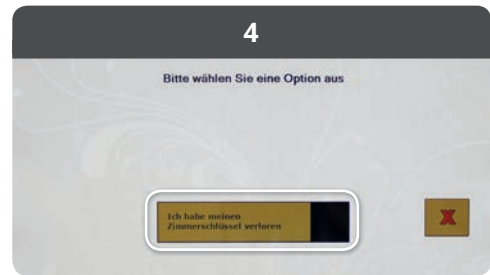 4
Bitte wählen Sie eine Option aus
Ich habe meinen
Zimmerschlüssel verloren
X